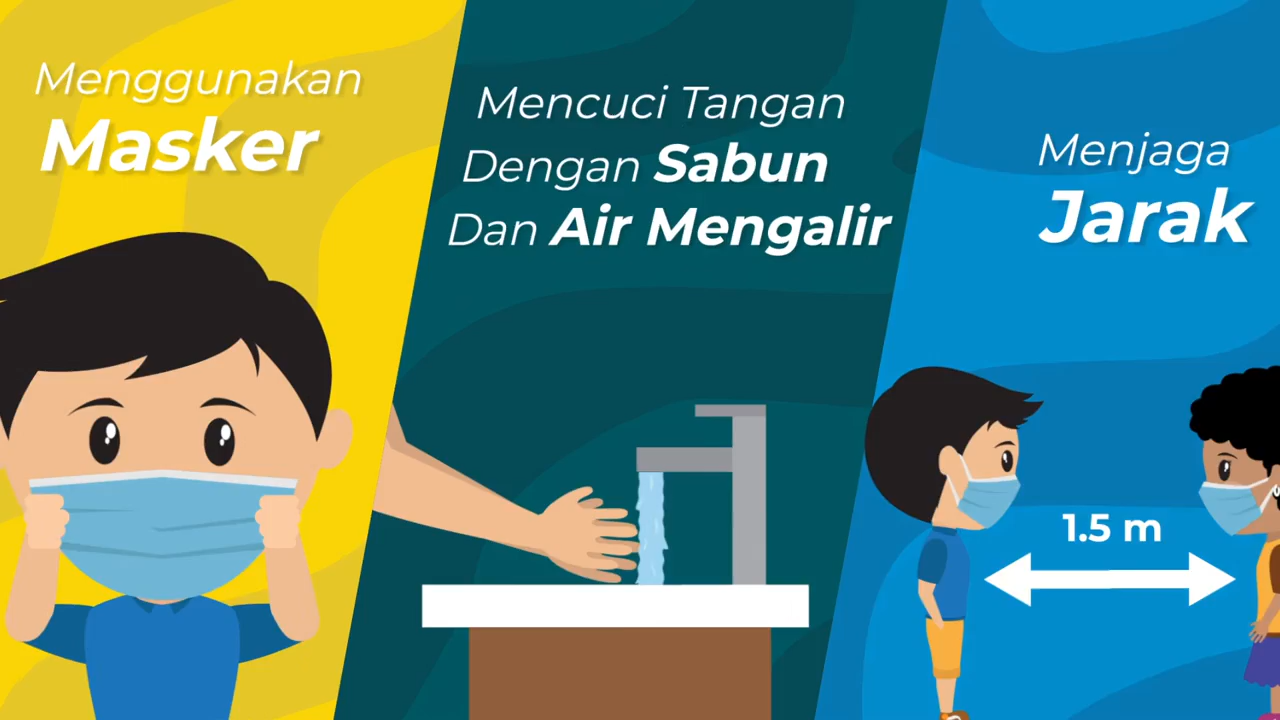 Menggunakan
Masker
Mencuci Tangan
Dengan Sabun
Dan Air Mengalir
Menjaga
Jarak
1.5 m